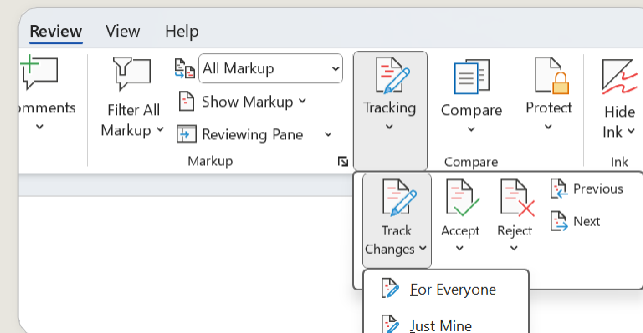 Review View Help
All Markup
Show Markup
Reviewing Pane
Filter All
Markup
Markup
Tracking
Compare
Compare
Protect
Hide
Ink
Ink
Track
Changes
Accept
Reject
Previous
Next
For Everyone
Just Mine